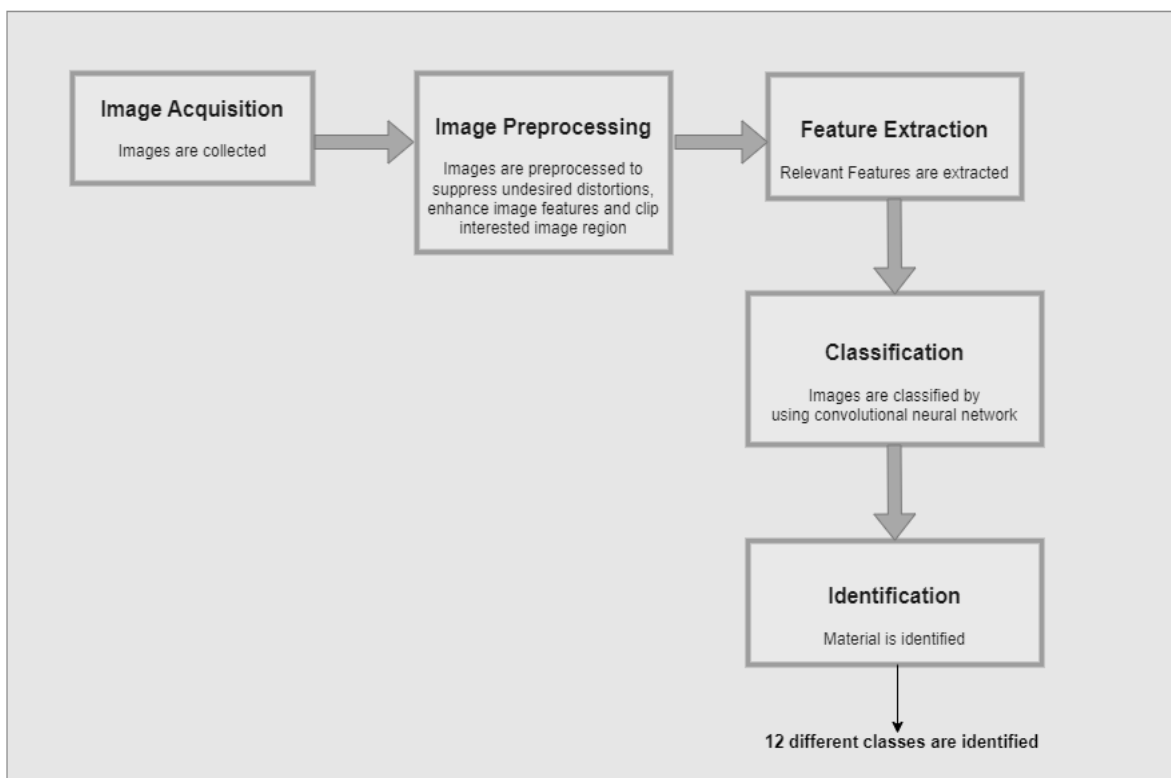 Image Acquisition
Images are collected
Image Preprocessing
Images are preprocessed to
suppress undesired distortions,
enhance image features and clip
interested image region
Feature Extraction
Relevant Features are extracted
Classification
Images are classified by
using convolutional neural network
Identification
Material is identified
12 different classes are identified